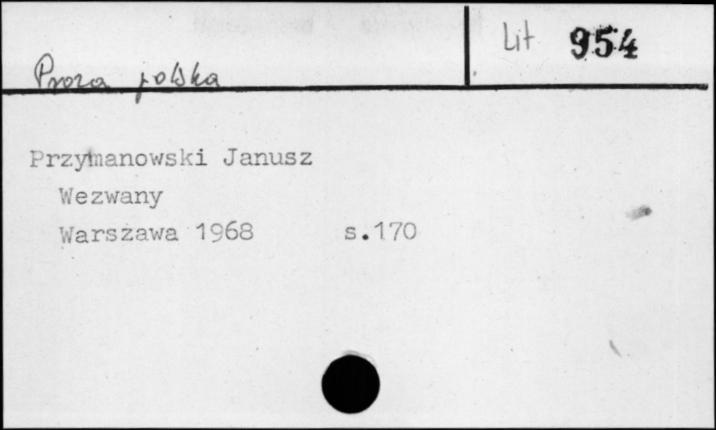 Lit 954
Proza polska
Przymanowski Janusz
Wezwany
Warszawa 1968 s.170